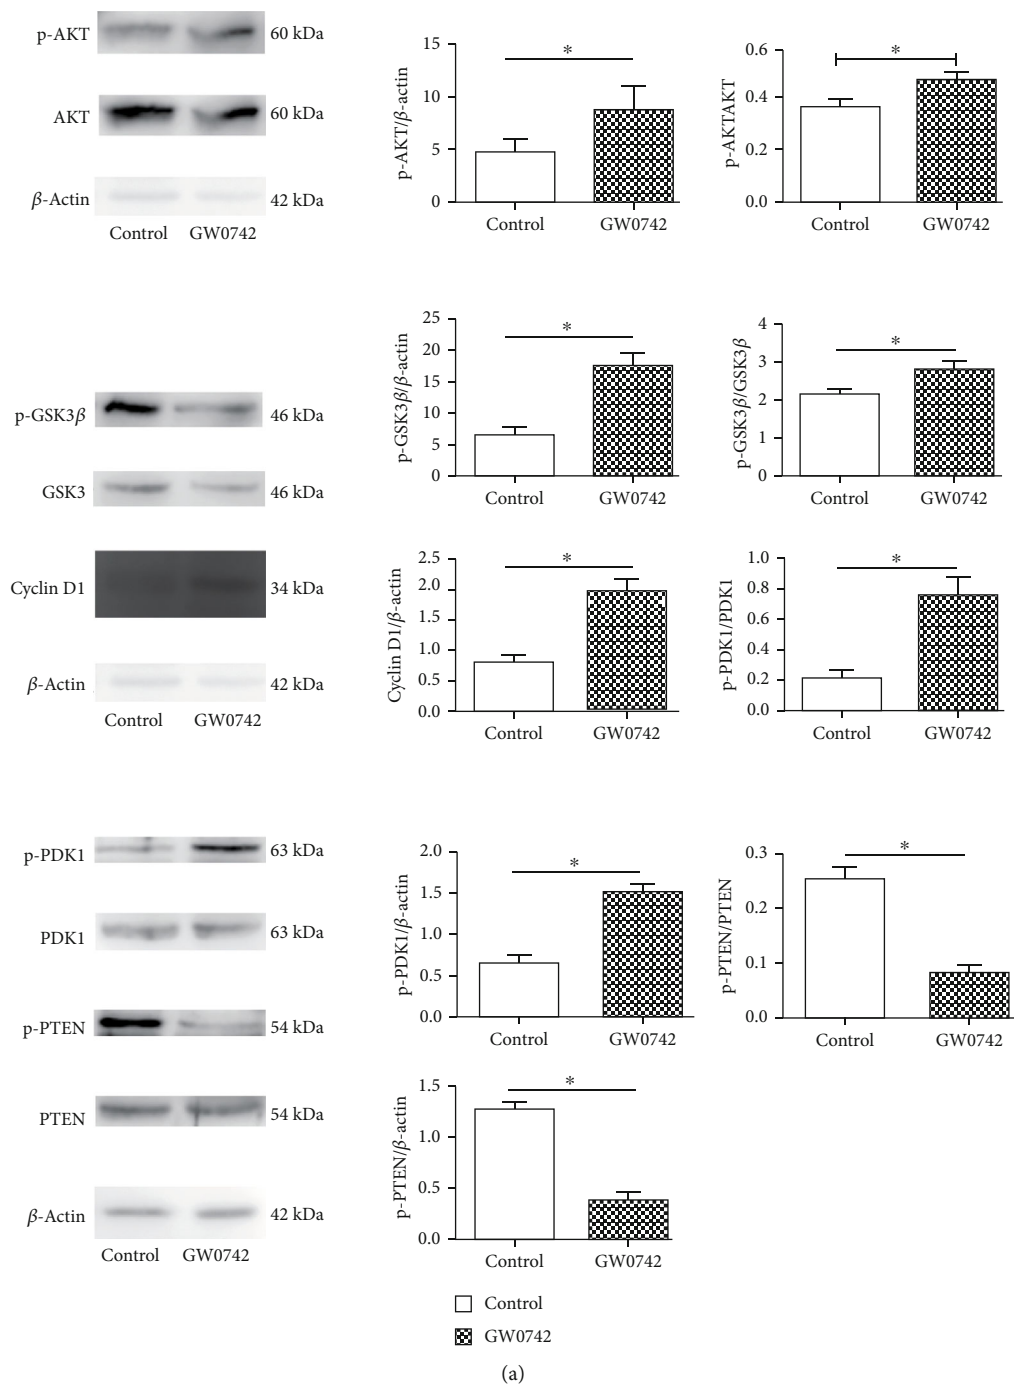 p-AKT
60 kDa
AKT
60 kDa
β-Actin
42 kDa
Control GW0742
15
10
5
0
p-AKT/β-actin
*
Control GW0742
0.6
0.4
0.2
0.0
p-AKTAKT
*
Control GW0742
p-GSK3β
46 kDa
GSK3
46 kDa
Cyclin D1
34 kDa
β-Actin
42 kDa
Control GW0742
25
20
15
10
5
0
p-GSK3β/β-actin
*
Control GW0742
4
3
2
1
0
p-GSK3β/GSK3β
*
Control GW0742
2.5
2.0
1.5
1.0
0.5
0.0
Cyclin D1/β-actin
*
Control GW0742
1.0
0.8
0.6
0.4
0.2
0.0
p-PDK1/PDK1
*
Control GW0742
p-PDK1
63 kDa
PDK1
63 kDa
p-PTEN
54 kDa
PTEN
54 kDa
β-Actin
42 kDa
Control GW0742
2.0
1.5
1.0
0.5
0.0
p-PDK1/β-actin
*
Control GW0742
0.3
0.2
0.1
0.0
p-PTEN/PTEN
*
Control GW0742
1.5
1.0
0.5
0.0
p-PTEN/β-actin
*
Control GW0742
Control
GW0742
(a)